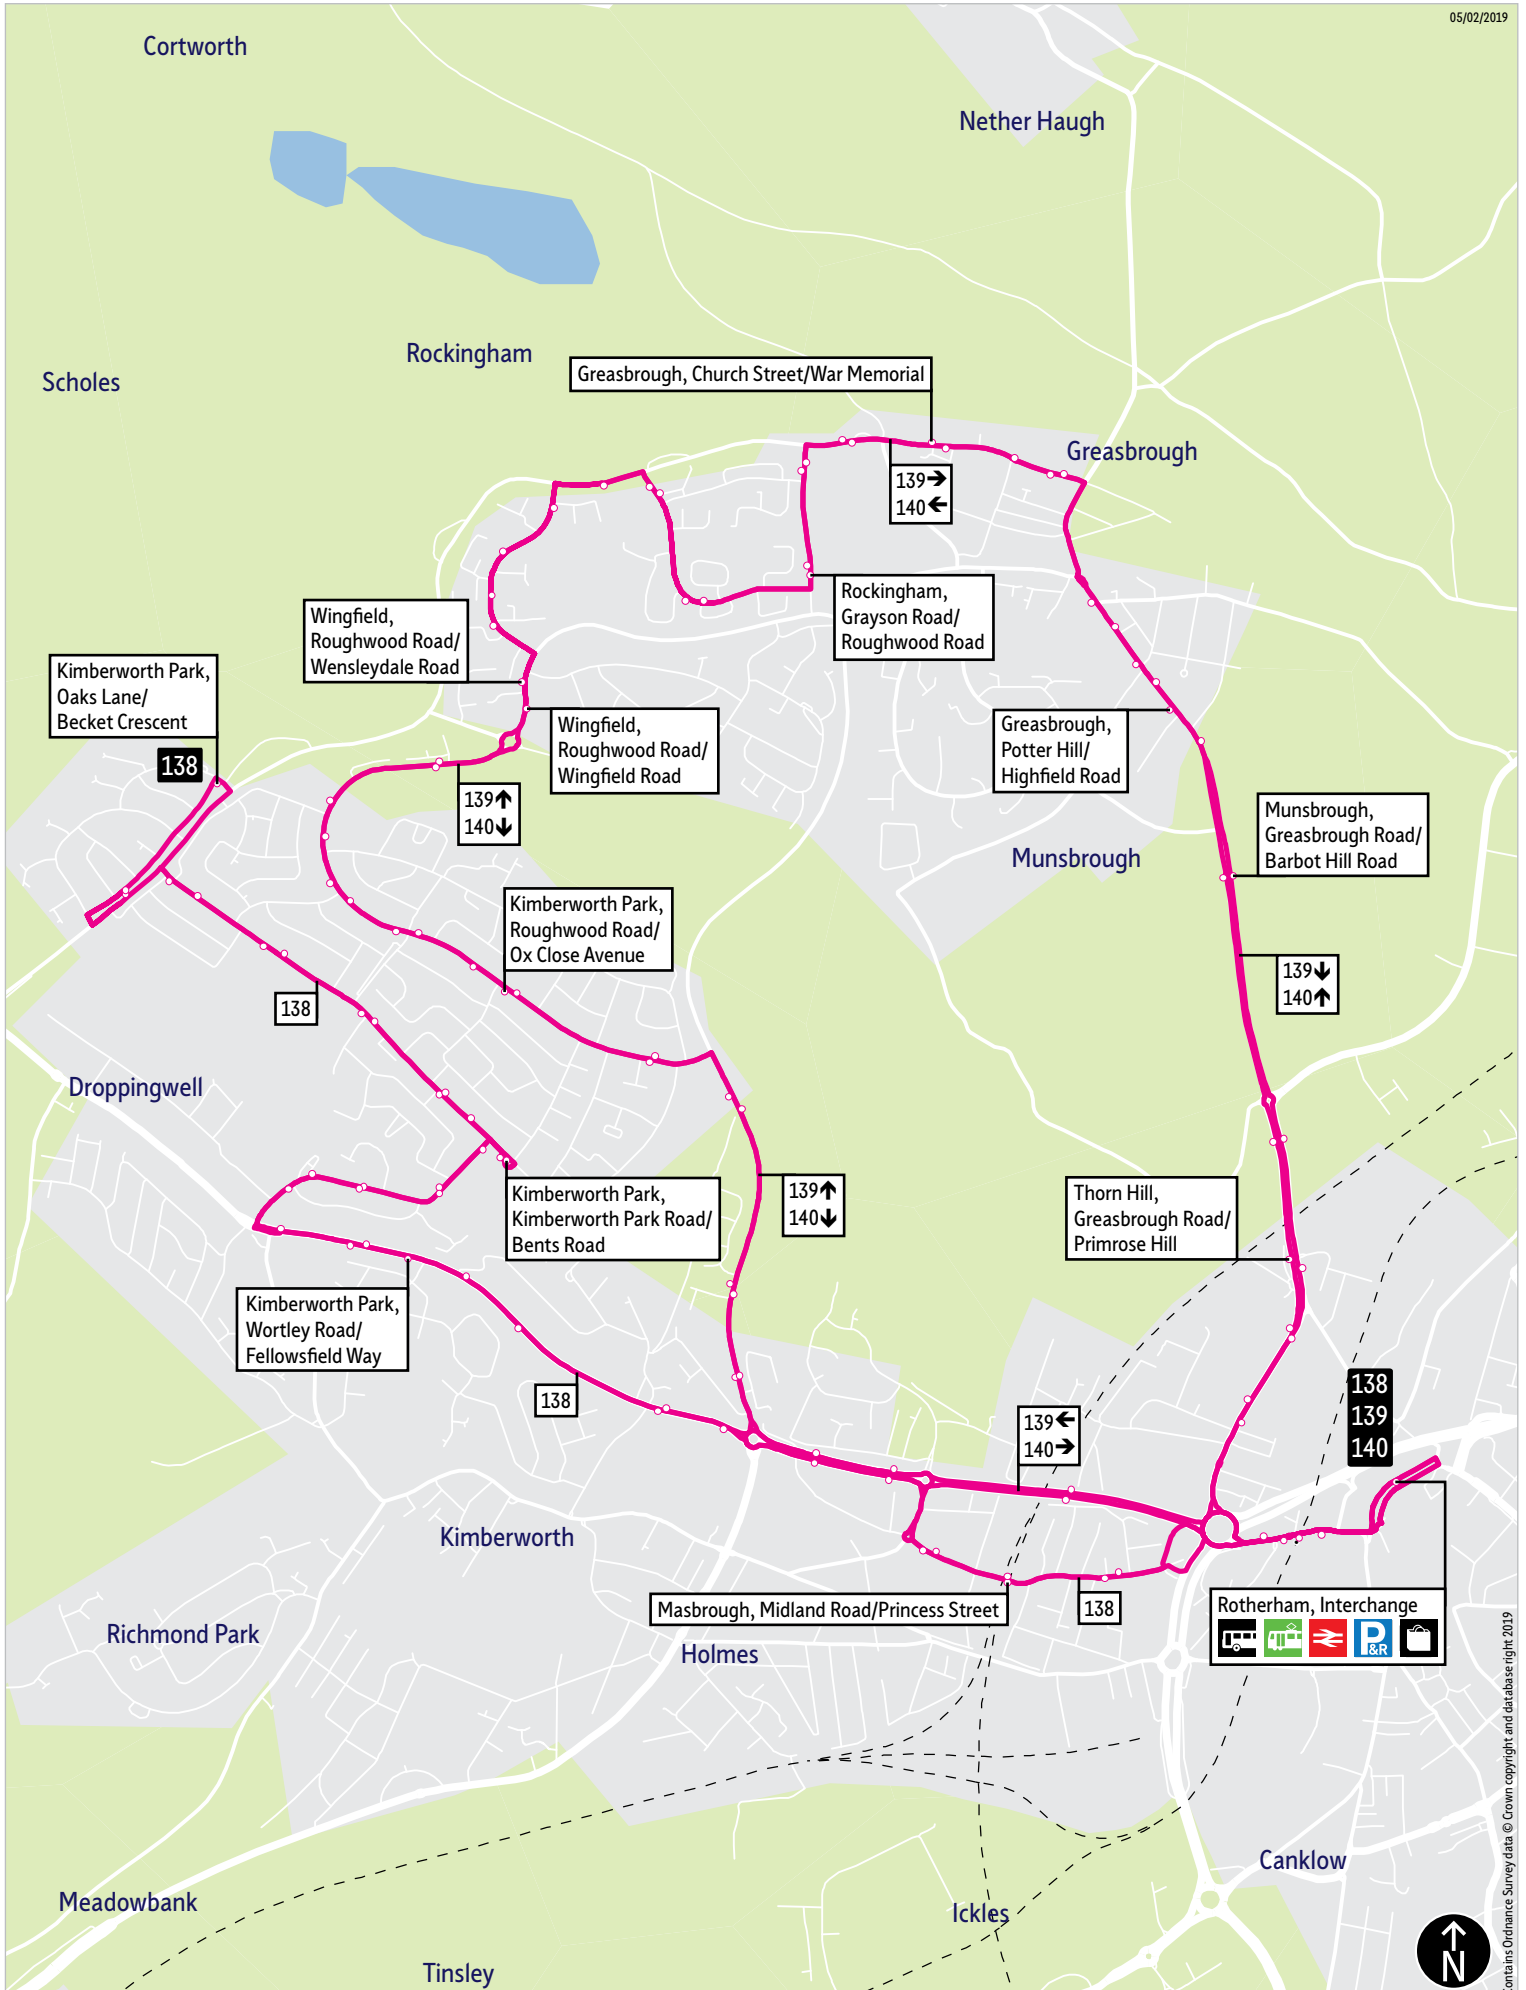 05/02/2019
Cortworth
Nether Haugh
Rockingham
Scholes
Greasbrough, Church Street/War Memorial
Greasbrough
139→
140←
Rockingham,
Grayson Road/
Roughwood Road
Wingfield,
Roughwood Road/
Wensleydale Road
Kimberworth Park,
Oaks Lane/
Becket Crescent
138
Wingfield,
Roughwood Road/
Wingfield Road
Greasbrough,
Potter Hill/
Highfield Road
139↑
140↓
Munsbrough,
Greasbrough Road/
Barbot Hill Road
Munsbrough
Kimberworth Park,
Roughwood Road/
Ox Close Avenue
139↓
140↑
138
Droppingwell
Kimberworth Park,
Kimberworth Park Road/
Bents Road
139↑
140↓
Thorn Hill,
Greasbrough Road/
Primrose Hill
Kimberworth Park,
Wortley Road/
Fellowsfield Way
138
138
139
140
139←
140→
Kimberworth
Masbrough, Midland Road/Princess Street
138
Rotherham, Interchange
P&R
Richmond Park
Holmes
Canklow
Meadowbank
Ickles
Tinsley
N
Contains Ordnance Survey data © Crown copyright and database right 2019